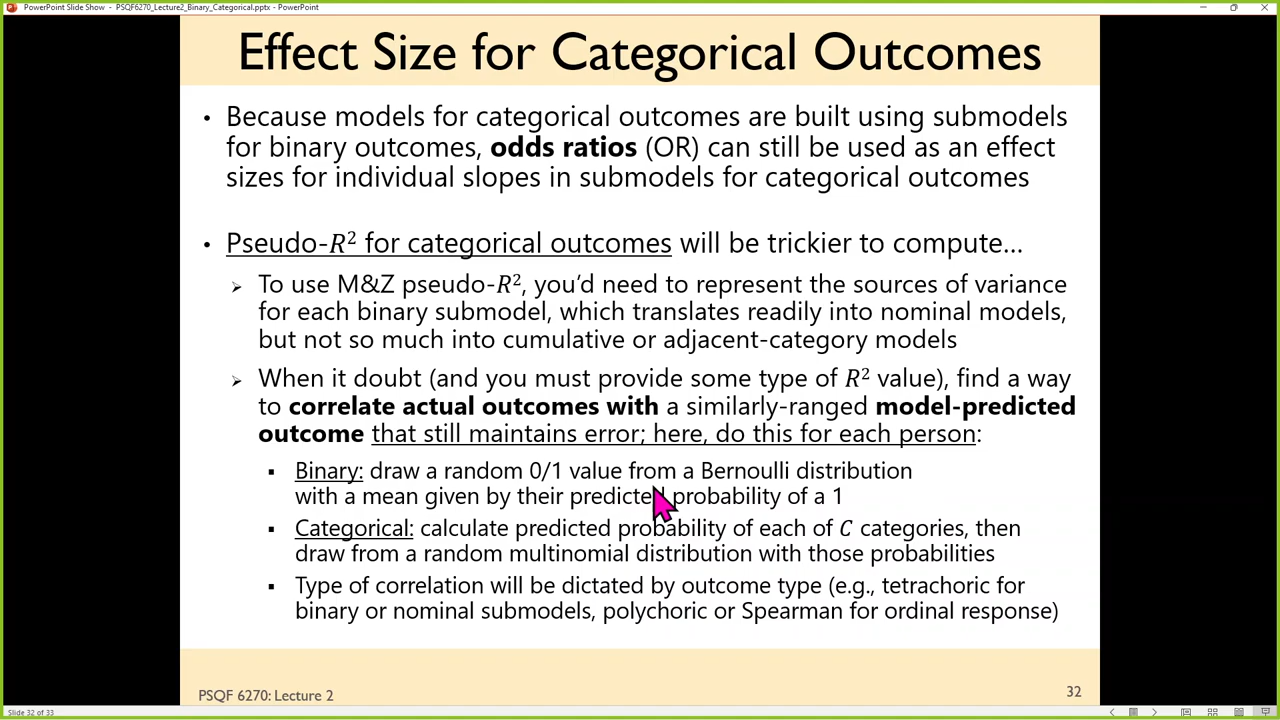 PowerPoint Slide Show - PSQF6270_Lecture2_Binary_Categorical.pptx - PowerPoint
Effect Size for Categorical Outcomes
• Because models for categorical outcomes are built using submodels
for binary outcomes, odds ratios (OR) can still be used as an effect
sizes for individual slopes in submodels for categorical outcomes
• Pseudo-R² for categorical outcomes will be trickier to compute…
➢ To use M&Z pseudo-R², you’d need to represent the sources of variance
for each binary submodel, which translates readily into nominal models,
but not so much into cumulative or adjacent-category models
➢ When it doubt (and you must provide some type of R² value), find a way
to correlate actual outcomes with a similarly-ranged model-predicted
outcome that still maintains error; here, do this for each person:
▪ Binary: draw a random 0/1 value from a Bernoulli distribution
with a mean given by their predicted probability of a 1
▪ Categorical: calculate predicted probability of each of C categories, then
draw from a random multinomial distribution with those probabilities
▪ Type of correlation will be dictated by outcome type (e.g., tetrachoric for
binary or nominal submodels, polychoric or Spearman for ordinal response)
PSQF 6270: Lecture 2
32
Slide 32 of 33